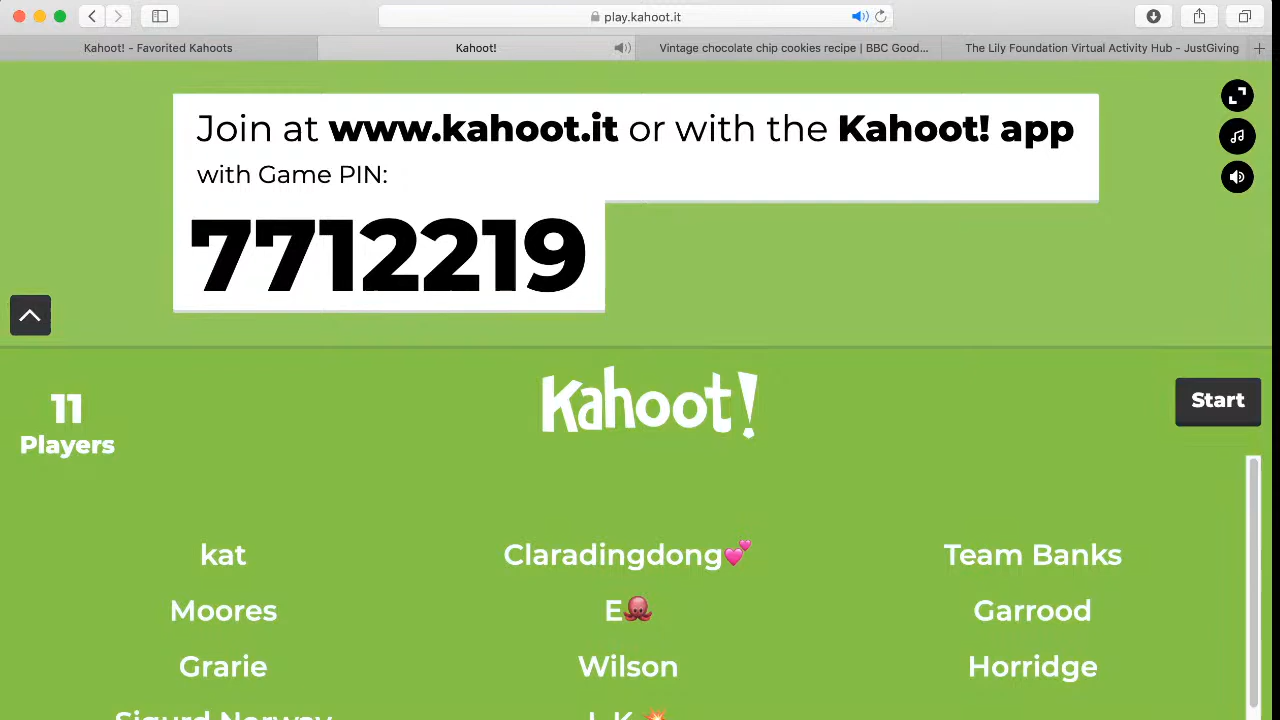 play.kahoot.it
Kahoot! - Favorited Kahoots
Kahoot!
Vintage chocolate chip cookies recipe | BBC Good...
The Lily Foundation Virtual Activity Hub - JustGiving
Join at www.kahoot.it or with the Kahoot! app
with Game PIN:
7712219
11
Players
Kahoot!
Start
kat
Claradingdong💕
Team Banks
Moores
E🐙
Garrood
Grarie
Wilson
Horridge
Sigurd Norway
L K 💥